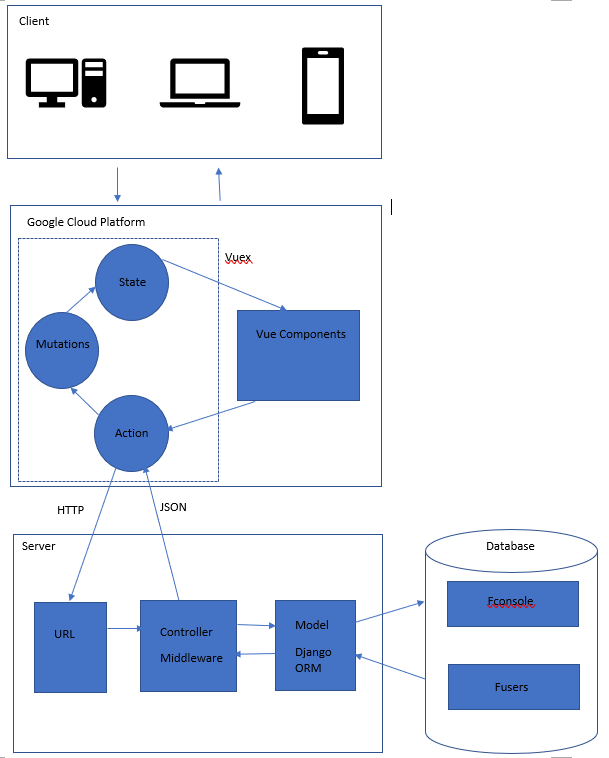 Client
Google Cloud Platform
Vuex
State
Vue Components
Mutations
Action
HTTP
JSON
Server
Database
Fconsole
URL
Controller
Middleware
Model
Django
ORM
Fusers